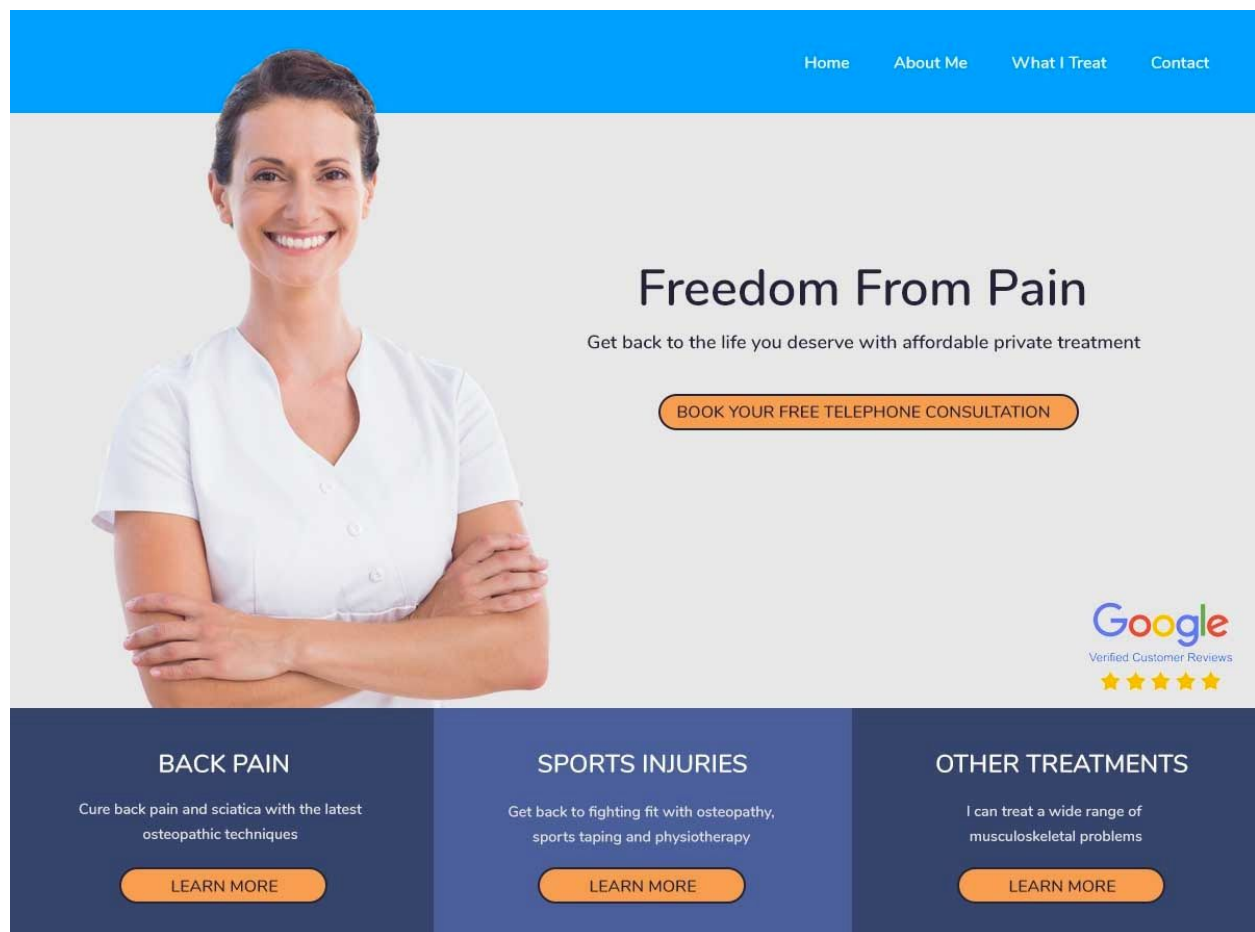 Home About Me What I Treat Contact
Freedom From Pain
Get back to the life you deserve with affordable private treatment
BOOK YOUR FREE TELEPHONE CONSULTATION
Google
Verified Customer Reviews
BACK PAIN
Cure back pain and sciatica with the latest
osteopathic techniques
LEARN MORE
SPORTS INJURIES
Get back to fighting fit with osteopathy,
sports taping and physiotherapy
LEARN MORE
OTHER TREATMENTS
I can treat a wide range of
musculoskeletal problems
LEARN MORE